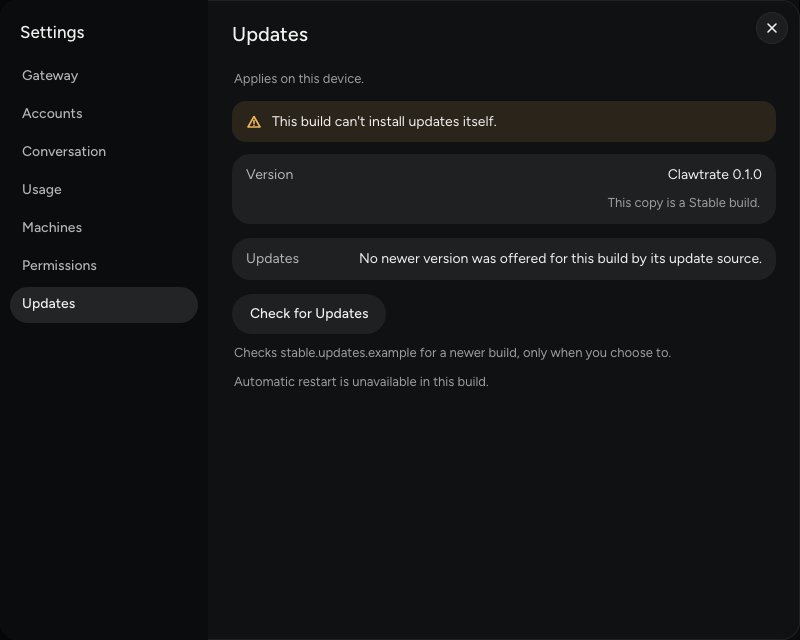 Settings
Gateway
Accounts
Conversation
Usage
Machines
Permissions
Updates
Updates
Applies on this device.
This build can't install updates itself.
Version
Clawtrate 0.1.0
This copy is a Stable build.
Updates
No newer version was offered for this build by its update source.
Check for Updates
Checks stable.updates.example for a newer build, only when you choose to.
Automatic restart is unavailable in this build.